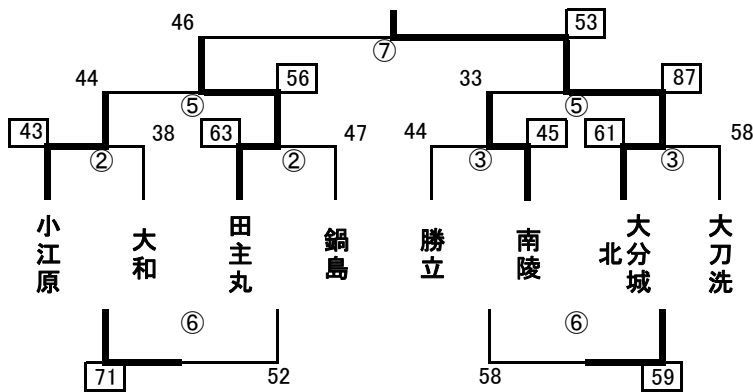 46 53
⑦
44 56 33 87
⑤ ⑤
43 38 63 47 44 45 61 58
② ② ③ ③
小江原 大和 田主丸 鍋島 勝立 南陵 大分城北 大刀洗
⑥ ⑥
71 52 58 59